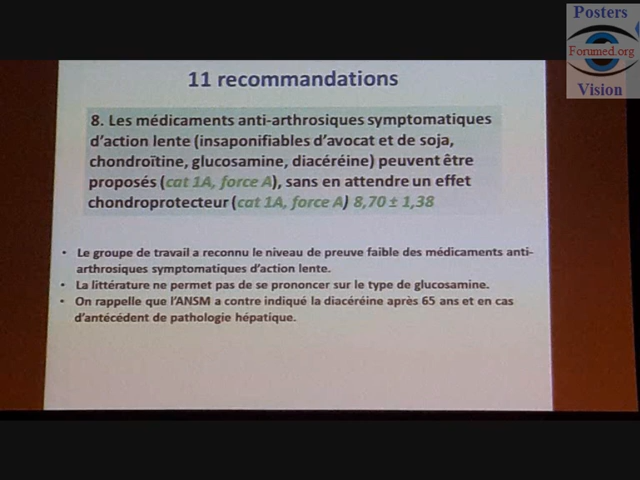 Posters
Forumed.org
Vision
11 recommandations
8. Les médicaments anti-arthrosiques symptomatiques
d'action lente (insaponifiables d'avocat et de soja,
chondroïtine, glucosamine, diacéréine) peuvent être
proposés (cat 1A, force A), sans en attendre un effet
chondroprotecteur (cat 1A, force A) 8,70 ± 1,38
• Le groupe de travail a reconnu le niveau de preuve faible des médicaments anti-
arthrosiques symptomatiques d'action lente.
• La littérature ne permet pas de se prononcer sur le type de glucosamine.
• On rappelle que l'ANSM a contre indiqué la diacéréine après 65 ans et en cas
d'antécédent de pathologie hépatique.